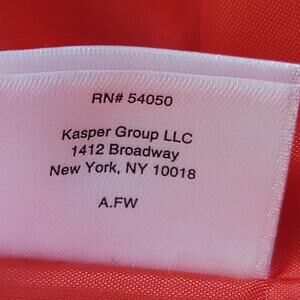 RN# 54050
Kasper Group LLC
1412 Broadway
New York, NY 10018
A.FW